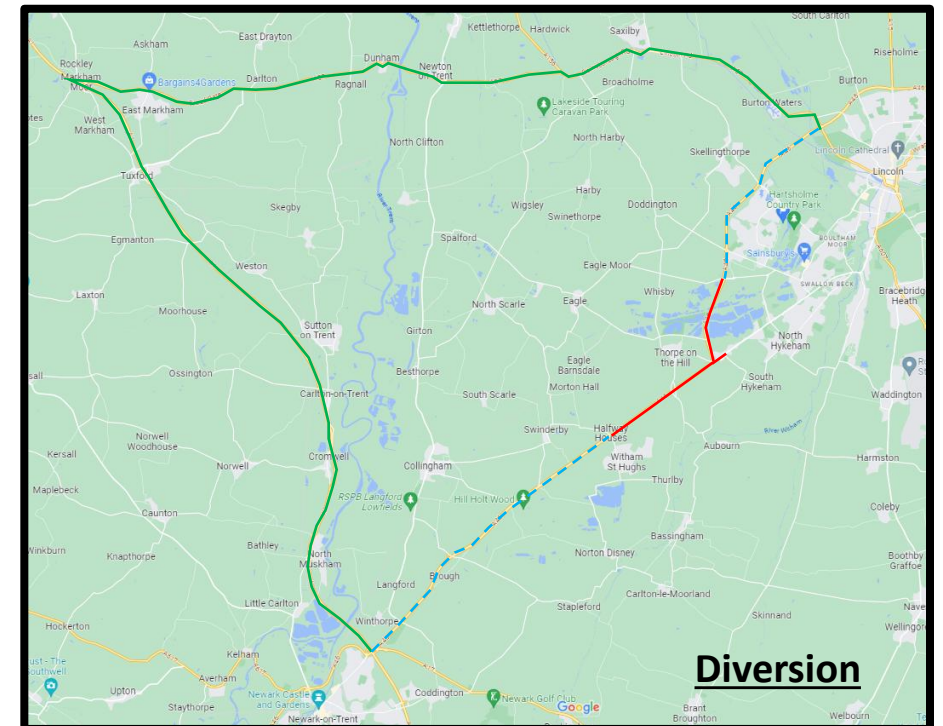 South Carlton
Kettlethorpe
Hardwick
Saxilby
East Drayton
Askham
Riseholme
Rockley
Dunham
Newton
on Trent
Markham
Moor
Bargains4Gardens
Darlton
Ragnall
Broadholme
Burton
Lakeside Touring
Caravan Park
Burton Waters
East Markham
West
Markham
North Clifton
North Harby
Skellingthorpe
Lincoln Cathedral
Lincoln
Tuxford
Harby
Hartsholme
Country Park
Skegby
Wigsley
Doddington
Swinethorpe
Egmanton
Spalford
BOULTHAM
MOOR
Sainsbury's
Weston
Eagle Moor
SWALLOW BECK
Laxton
Whisby
Bracebridg
Heath
Moorhouse
North Scarle
Eagle
Sutton
on Trent
Girton
North
Hykeham
Thorpe on
the Hill
Besthorpe
Eagle
Barnsdale
Ossington
South
Hykeham
Morton Hall
Carlton-on-Trent
South Scarle
Waddington
Swinderby
Halfway
Houses
River Witham
Norwell
Woodhouse
Aubourn
Kersall
Cromwell
Witham
St Hughs
Harmston
Norwell
Collingham
Thurlby
Maplebeck
RSPB Langford
Lowfields
Hill Holt Wood
Caunton
Coleby
Bassingham
Bathley
Winkburn
Knapthorpe
North
Muskham
Norton Disney
Boothby
Graffoe
Brough
Langford
Carlton-le-Moorland
Little Carlton
Stapleford
Skinnand
Winthorpe
Hockerton
Kelham
Averham
Diversion
Upton
Newark Castle
and Gardens
Coddington
Newark Golf Club
Staythorpe
Google
Brant
Broughton
Welbourn
Newark-on-Trent